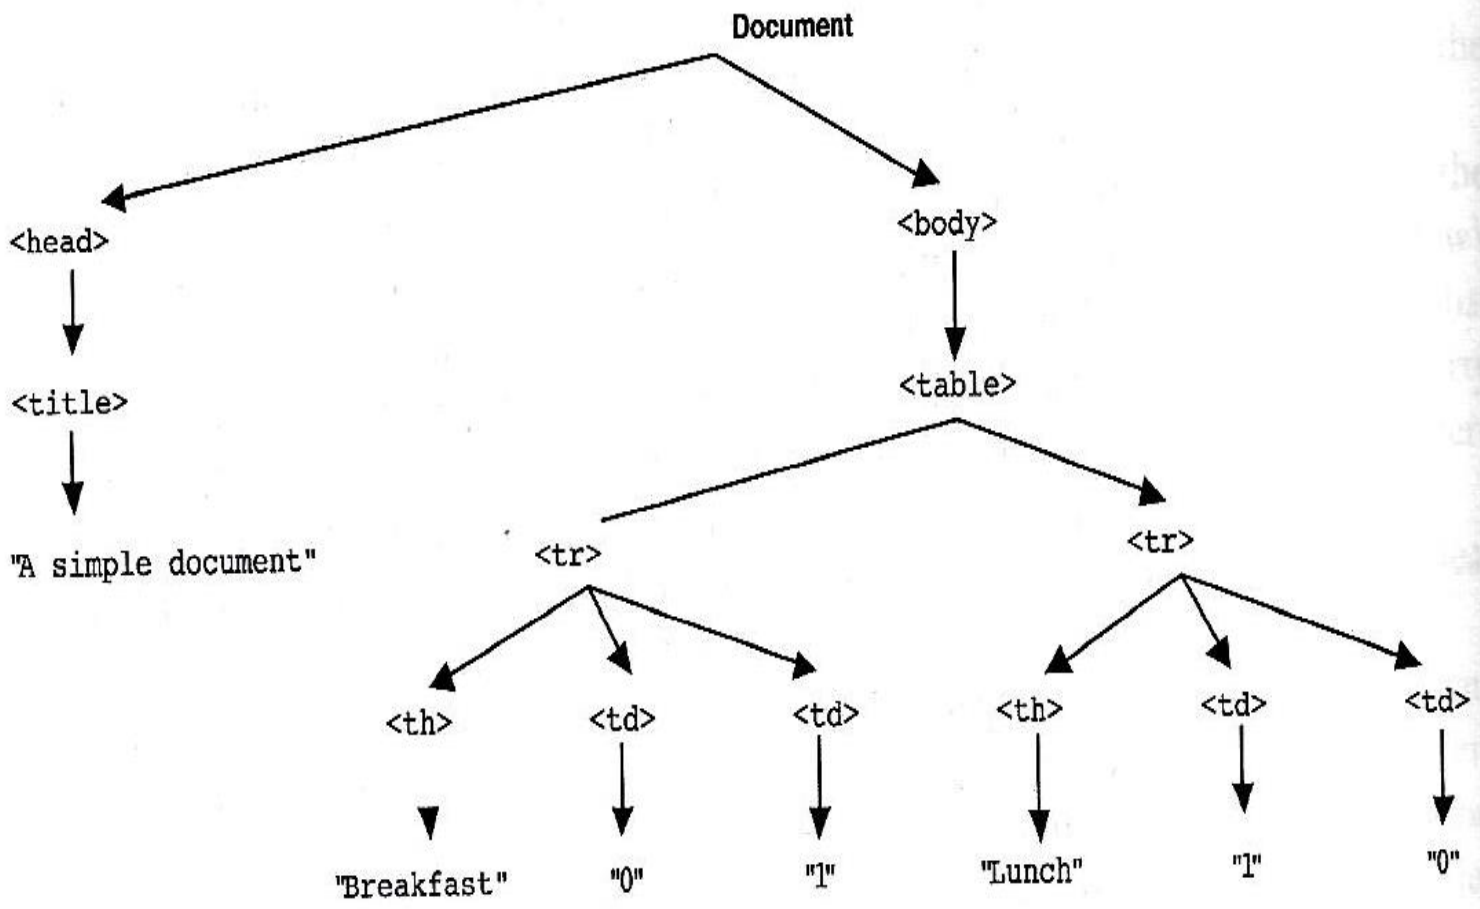 Document
<head> <body>
<title> <table>
"A simple document" <tr> <tr>
<th> <td> <td> <th> <td> <td>
"Breakfast" "0" "1" "Lunch" "1" "0"